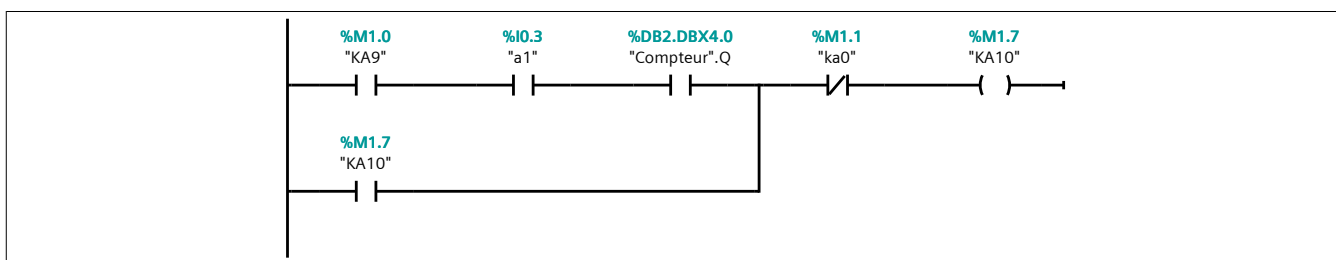 %M1.0 %I0.3 %DB2.DBX4.0 %M1.1 %M1.7
"KA9" "a1" "Compteur".Q "ka0" "KA10"
%M1.7
"KA10"